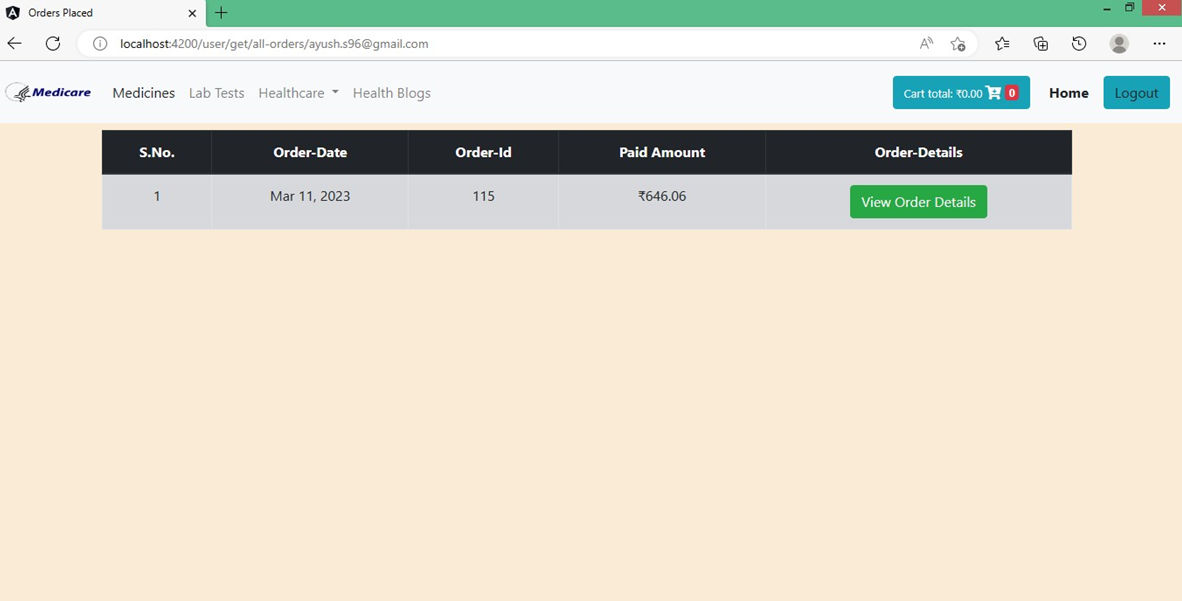 Orders Placed
localhost:4200/user/get/all-orders/ayush.s96@gmail.com
Medicare Medicines Lab Tests Healthcare Health Blogs Cart total: ₹0.00 0 Home Logout
S.No. Order-Date Order-Id Paid Amount Order-Details
1 Mar 11, 2023 115 ₹646.06 View Order Details